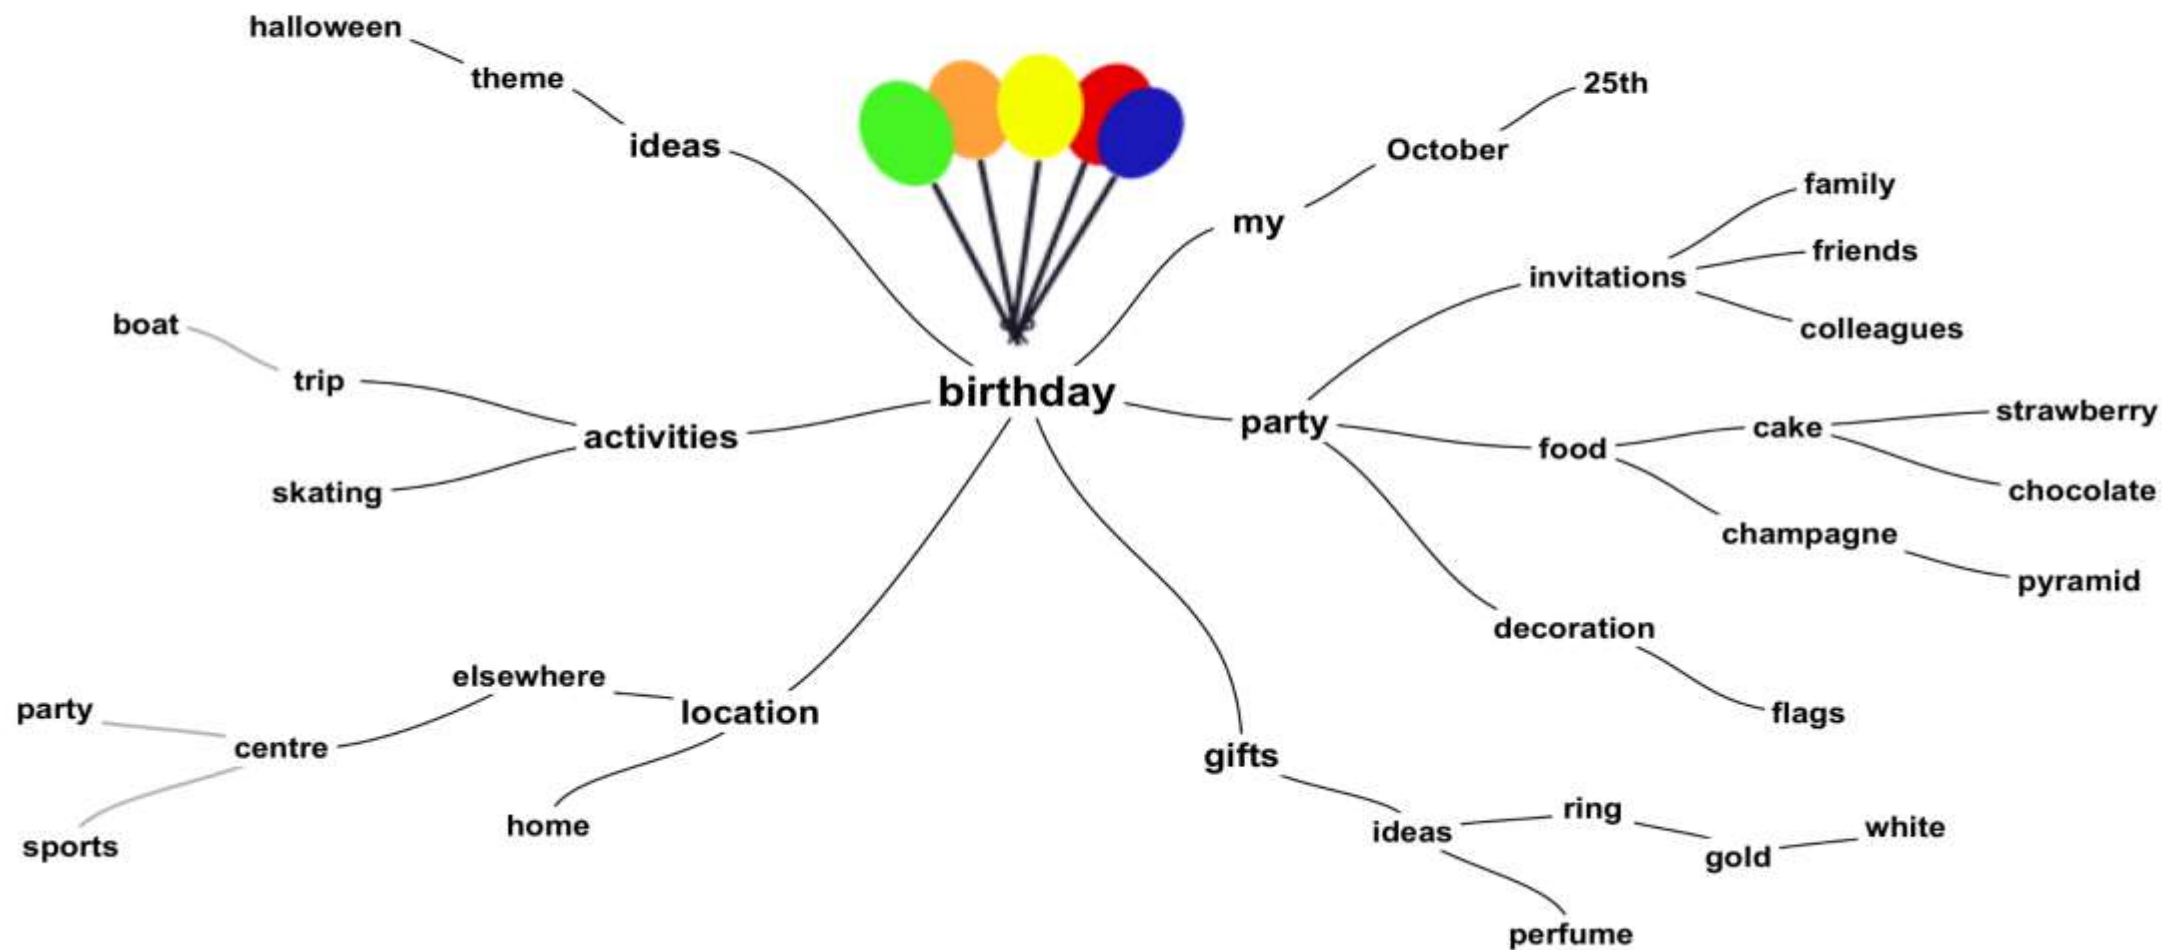 halloween
theme
ideas
25th
October
my
family
friends
invitations
colleagues
boat
trip
activities
skating
birthday
party
food
cake
strawberry
chocolate
champagne
pyramid
decoration
flags
elsewhere
location
party
centre
sports
home
gifts
ideas
ring
gold
white
perfume